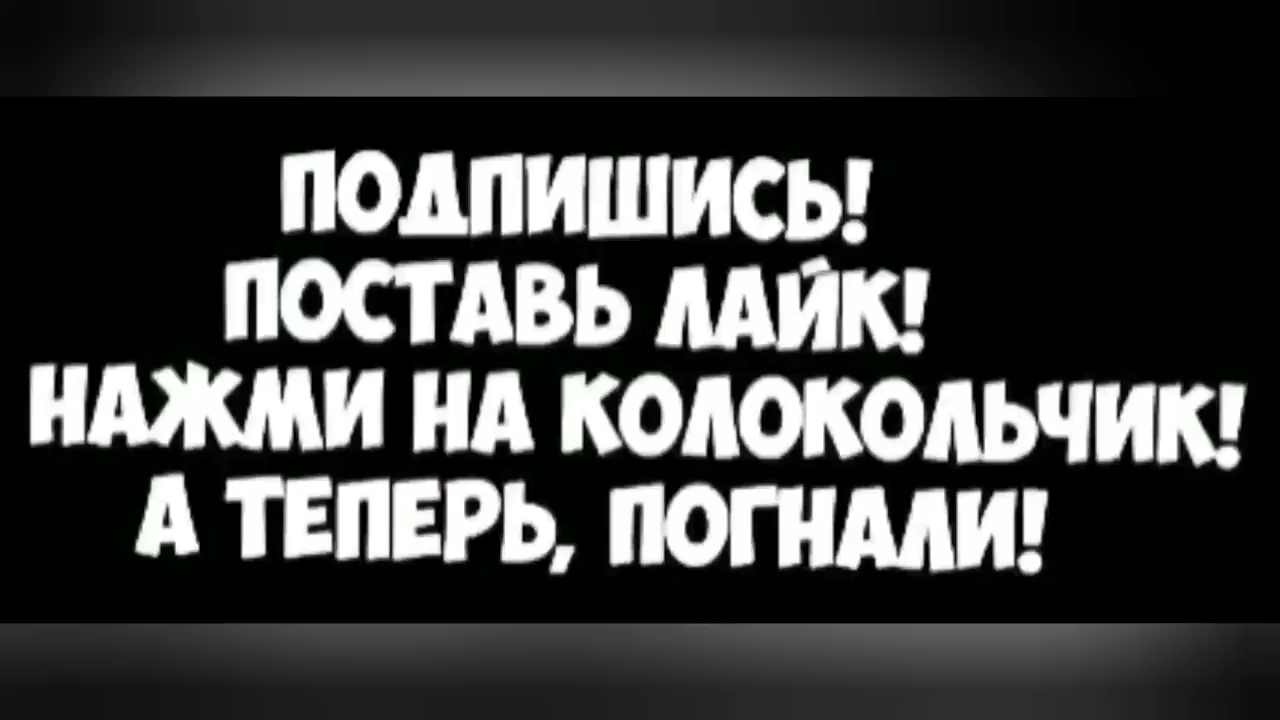 ПОДПИШИСЬ!
ПОСТАВЬ ЛАЙК!
НАЖМИ НА КОЛОКОЛЬЧИК!
А ТЕПЕРЬ, ПОГНАЛИ!